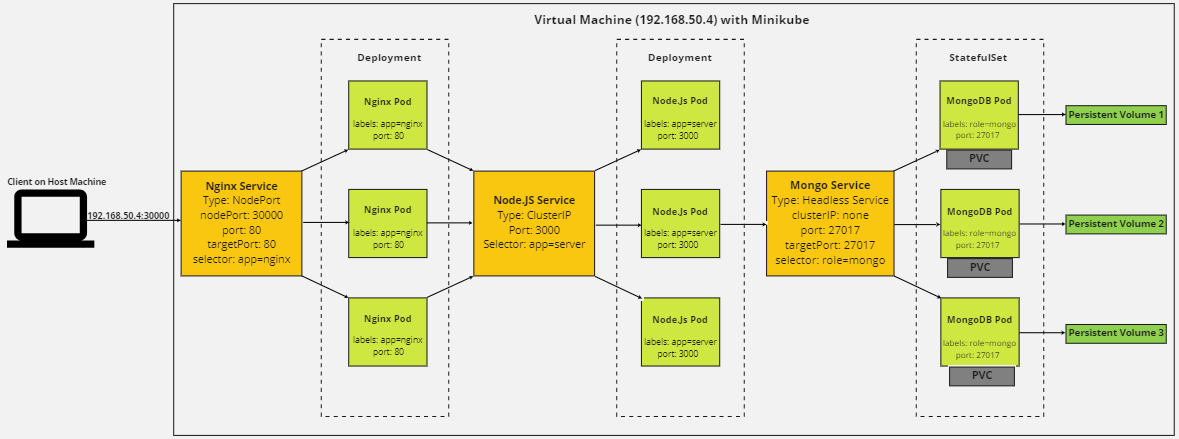 Virtual Machine (192.168.50.4) with Minikube
Client on Host Machine
192.168.50.4:30000
Nginx Service
Type: NodePort
nodePort: 30000
port: 80
targetPort: 80
selector: app=nginx
Deployment
Nginx Pod
labels: app=nginx
port: 80
Nginx Pod
labels: app=nginx
port: 80
Nginx Pod
labels: app=nginx
port: 80
Node.JS Service
Type: ClusterIP
Port: 3000
Selector: app=server
Deployment
Node.Js Pod
labels: app=server
port: 3000
Node.Js Pod
labels: app=server
port: 3000
Node.Js Pod
labels: app=server
port: 3000
Mongo Service
Type: Headless Service
clusterIP: none
port: 27017
targetPort: 27017
selector: role=mongo
StatefulSet
MongoDB Pod
labels: role=mongo
port: 27017
PVC
MongoDB Pod
labels: role=mongo
port: 27017
PVC
MongoDB Pod
labels: role=mongo
port: 27017
PVC
Persistent Volume 1
Persistent Volume 2
Persistent Volume 3